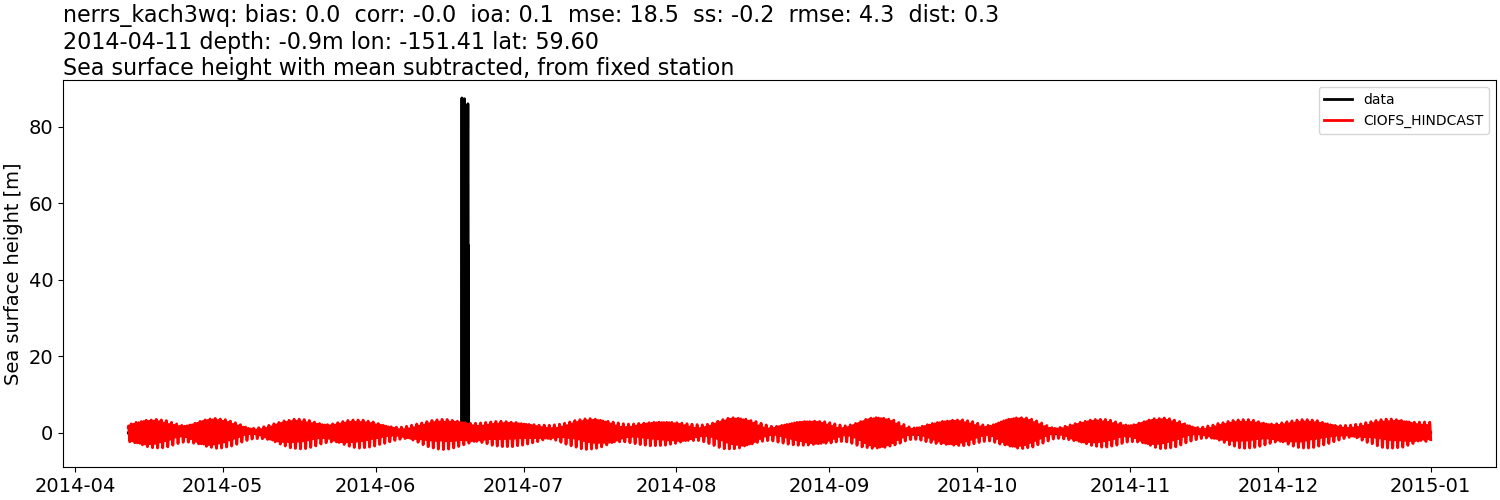 nerrs_kach3wq: bias: 0.0  corr: -0.0  ioa: 0.1  mse: 18.5  ss: -0.2  rmse: 4.3  dist: 0.3
2014-04-11 depth: -0.9m lon: -151.41 lat: 59.60
Sea surface height with mean subtracted, from fixed station
data
CIOFS_HINDCAST
Sea surface height [m]
80
60
40
20
0
2014-04
2014-05
2014-06
2014-07
2014-08
2014-09
2014-10
2014-11
2014-12
2015-01